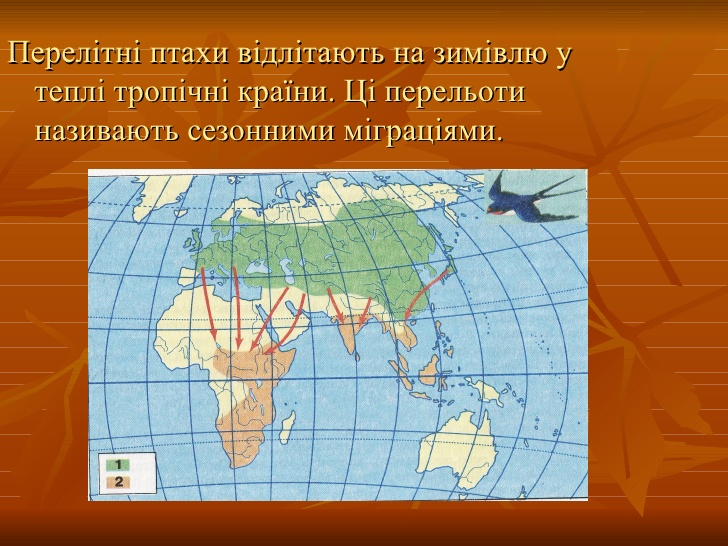 Перелітні птахи відлітають на зимівлю у
теплі тропічні країни. Ці перельоти
називають сезонними міграціями.
1
2